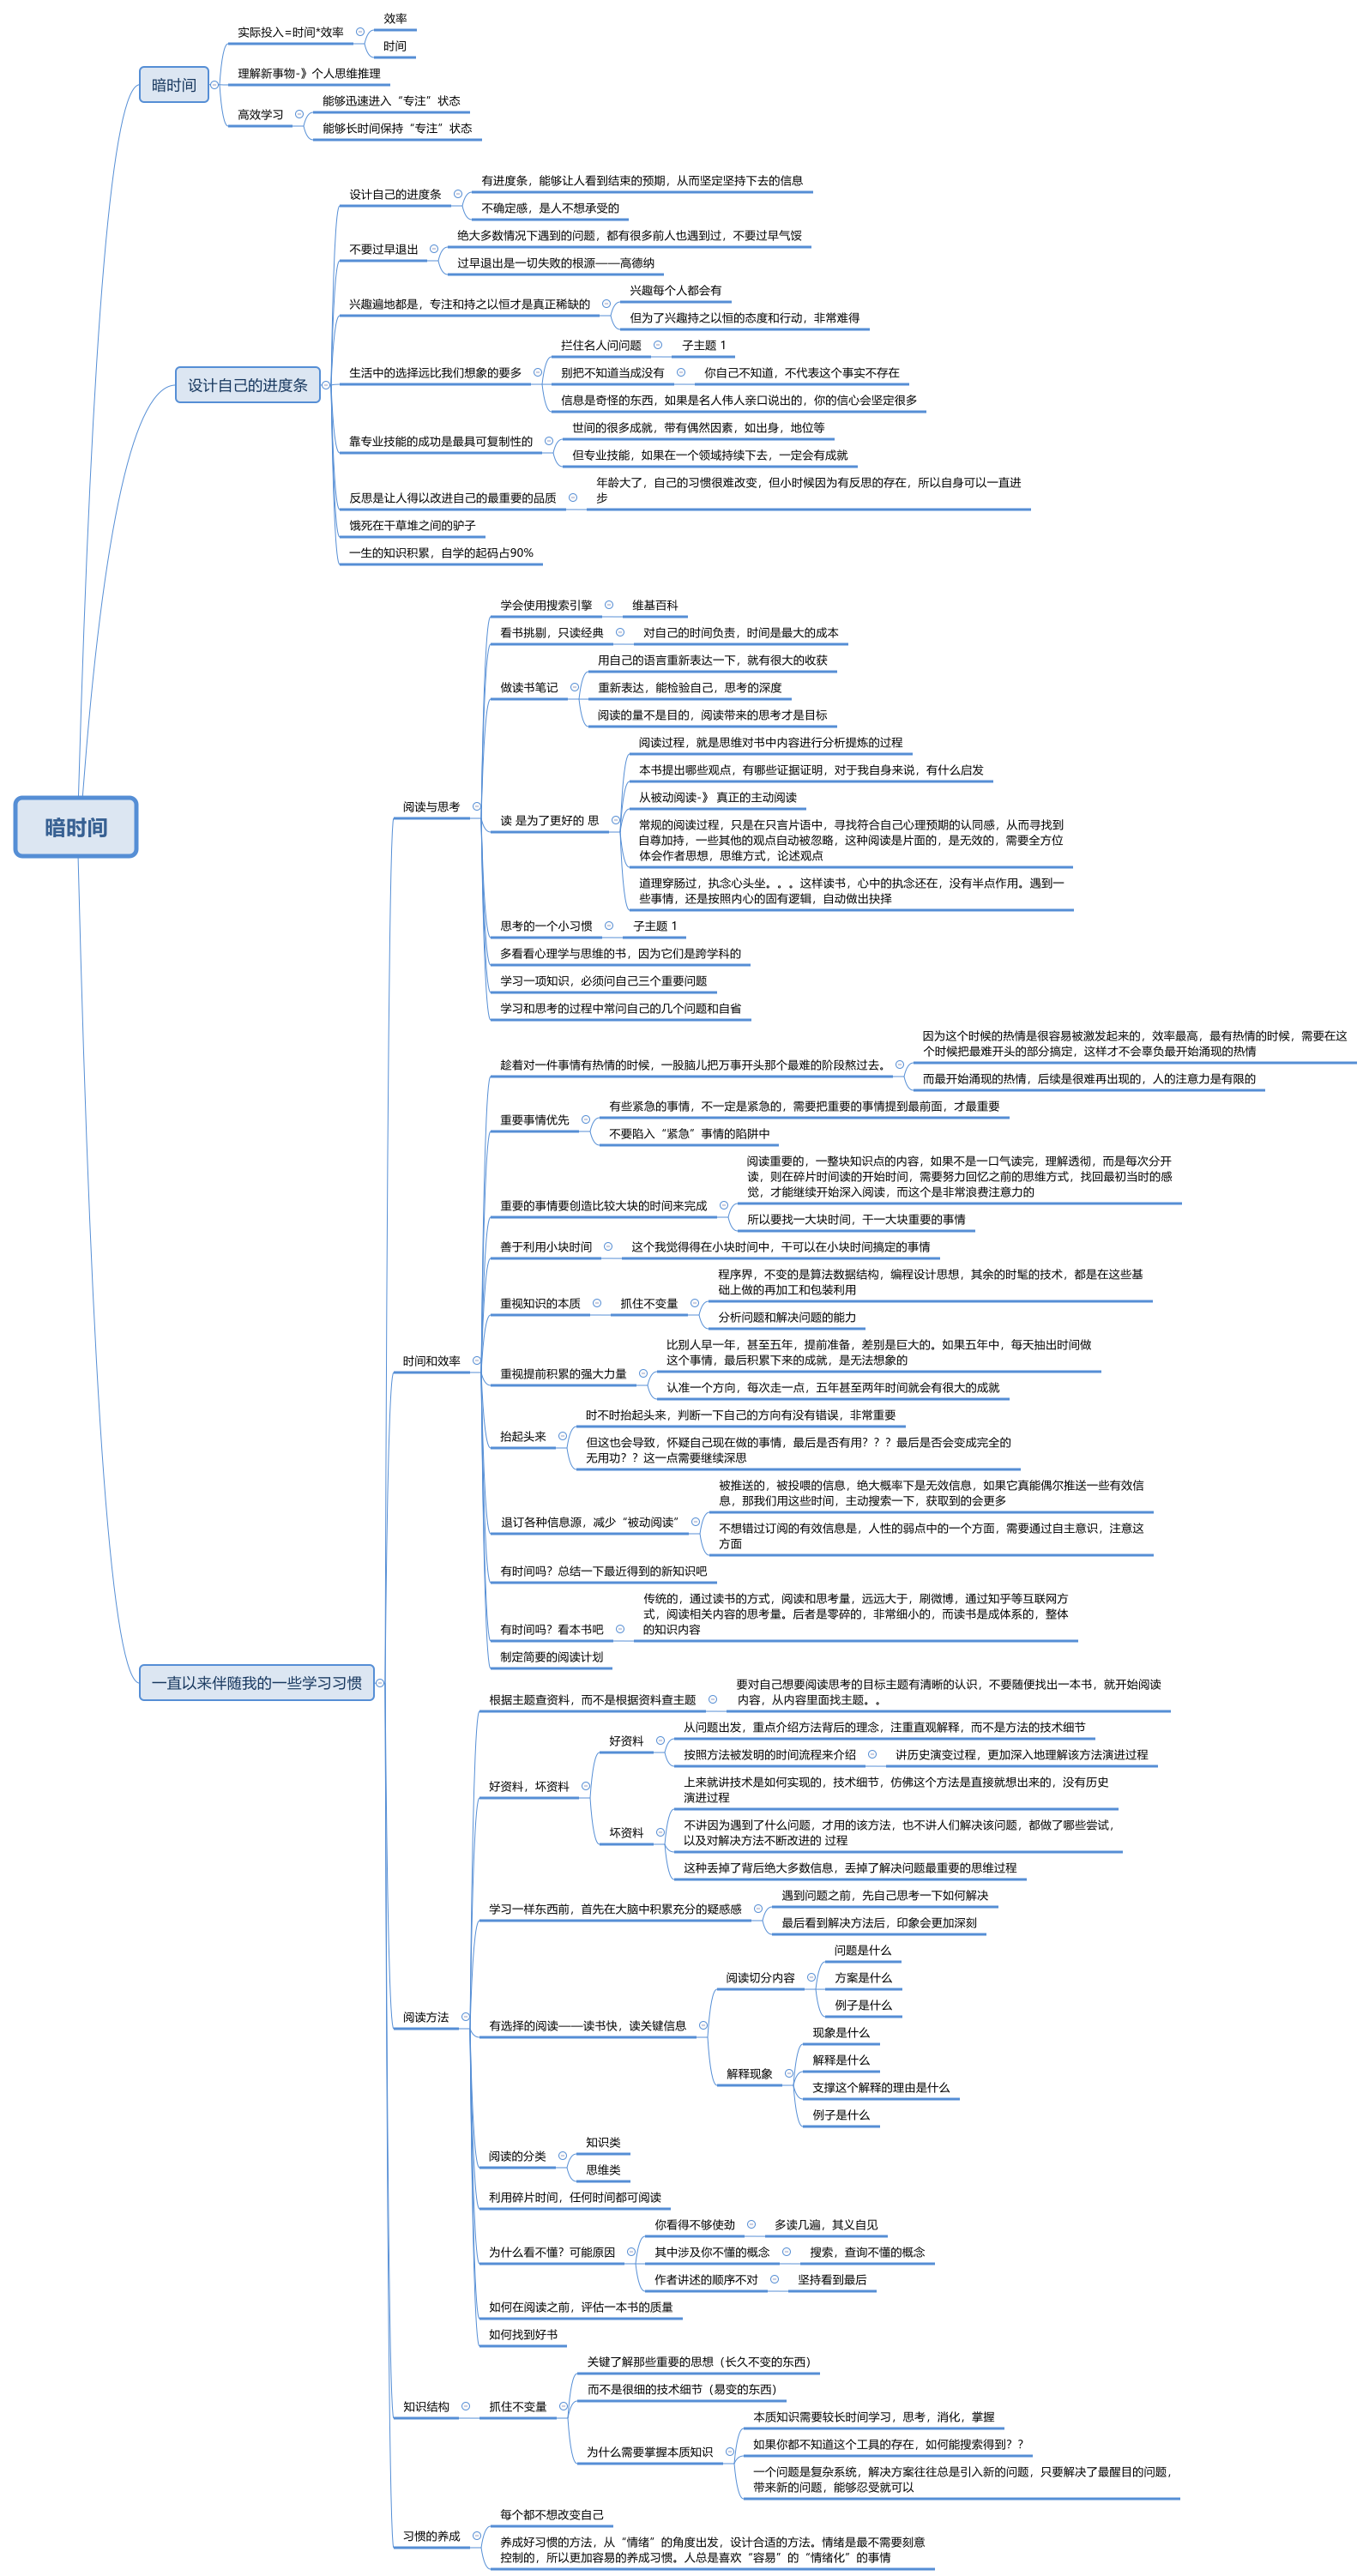 暗时间
暗时间
实际投入=时间*效率
效率
时间
理解新事物-》个人思维推理
高效学习
能够迅速进入“专注”状态
能够长时间保持“专注”状态
设计自己的进度条
设计自己的进度条
有进度条，能够让人看到结束的预期，从而坚定坚持下去的信息
不确定感，是人不想承受的
不要过早退出
绝大多数情况下遇到的问题，都有很多前人也遇到过，不要过早气馁
过早退出是一切失败的根源——高德纳
兴趣遍地都是，专注和持之以恒才是真正稀缺的
兴趣每个人都会有
但为了兴趣持之以恒的态度和行动，非常难得
生活中的选择远比我们想象的要多
拦住名人问问题
子主题 1
别把不知道当成没有
你自己不知道，不代表这个事实不存在
信息是奇怪的东西，如果是名人伟人亲口说出的，你的信心会坚定很多
靠专业技能的成功是最具可复制性的
世间的很多成就，带有偶然因素，如出身，地位等
但专业技能，如果在一个领域持续下去，一定会有成就
反思是让人得以改进自己的最重要的品质
年龄大了，自己的习惯很难改变，但小时候因为有反思的存在，所以自身可以一直进
步
饿死在干草堆之间的驴子
一生的知识积累，自学的起码占90%
一直以来伴随我的一些学习习惯
阅读与思考
学会使用搜索引擎
维基百科
看书挑剔，只读经典
对自己的时间负责，时间是最大的成本
做读书笔记
用自己的语言重新表达一下，就有很大的收获
重新表达，能检验自己，思考的深度
阅读的量不是目的，阅读带来的思考才是目标
读 是为了更好的 思
阅读过程，就是思维对书中内容进行分析提炼的过程
本书提出哪些观点，有哪些证据证明，对于我自身来说，有什么启发
从被动阅读-》 真正的主动阅读
常规的阅读过程，只是在只言片语中，寻找符合自己心理预期的认同感，从而寻找到
自尊加持，一些其他的观点自动被忽略，这种阅读是片面的，是无效的，需要全方位
体会作者思想，思维方式，论述观点
道理穿肠过，执念心头坐。。。这样读书，心中的执念还在，没有半点作用。遇到一
些事情，还是按照内心的固有逻辑，自动做出抉择
思考的一个小习惯
子主题 1
多看看心理学与思维的书，因为它们是跨学科的
学习一项知识，必须问自己三个重要问题
学习和思考的过程中常问自己的几个问题和自省
时间和效率
趁着对一件事情有热情的时候，一股脑儿把万事开头那个最难的阶段熬过去。
因为这个时候的热情是很容易被激发起来的，效率最高，最有热情的时候，需要在这
个时候把最难开头的部分搞定，这样才不会辜负最开始涌现的热情
而最开始涌现的热情，后续是很难再出现的，人的注意力是有限的
重要事情优先
有些紧急的事情，不一定是紧急的，需要把重要的事情提到最前面，才最重要
不要陷入“紧急”事情的陷阱中
重要的事情要创造比较大块的时间来完成
阅读重要的，一整块知识点的内容，如果不是一口气读完，理解透彻，而是每次分开
读，则在碎片时间读的开始时间，需要努力回忆之前的思维方式，找回最初当时的感
觉，才能继续开始深入阅读，而这个是非常浪费注意力的
所以要找一大块时间，干一大块重要的事情
善于利用小块时间
这个我觉得得在小块时间中，干可以在小块时间搞定的事情
重视知识的本质
抓住不变量
程序界，不变的是算法数据结构，编程设计思想，其余的时髦的技术，都是在这些基
础上做的再加工和包装利用
分析问题和解决问题的能力
重视提前积累的强大力量
比别人早一年，甚至五年，提前准备，差别是巨大的。如果五年中，每天抽出时间做
这个事情，最后积累下来的成就，是无法想象的
认准一个方向，每次走一点，五年甚至两年时间就会有很大的成就
抬起头来
时不时抬起头来，判断一下自己的方向有没有错误，非常重要
但这也会导致，怀疑自己现在做的事情，最后是否有用？？？最后是否会变成完全的
无用功？？这一点需要继续深思
退订各种信息源，减少“被动阅读”
被推送的，被投喂的信息，绝大概率下是无效信息，如果它真能偶尔推送一些有效信
息，那我们用这些时间，主动搜索一下，获取到的会更多
不想错过订阅的有效信息是，人性的弱点中的一个方面，需要通过自主意识，注意这
方面
有时间吗？总结一下最近得到的新知识吧
有时间吗？看本书吧
传统的，通过读书的方式，阅读和思考量，远远大于，刷微博，通过知乎等互联网方
式，阅读相关内容的思考量。后者是零碎的，非常细小的，而读书是成体系的，整体
的知识内容
制定简要的阅读计划
阅读方法
根据主题查资料，而不是根据资料查主题
要对自己想要阅读思考的目标主题有清晰的认识，不要随便找出一本书，就开始阅读
内容，从内容里面找主题。。
好资料，坏资料
好资料
从问题出发，重点介绍方法背后的理念，注重直观解释，而不是方法的技术细节
按照方法被发明的时间流程来介绍
讲历史演变过程，更加深入地理解该方法演进过程
坏资料
上来就讲技术是如何实现的，技术细节，仿佛这个方法是直接就想出来的，没有历史
演进过程
不讲因为遇到了什么问题，才用的该方法，也不讲人们解决该问题，都做了哪些尝试，
以及对解决方法不断改进的 过程
这种丢掉了背后绝大多数信息，丢掉了解决问题最重要的思维过程
学习一样东西前，首先在大脑中积累充分的疑惑感
遇到问题之前，先自己思考一下如何解决
最后看到解决方法后，印象会更加深刻
有选择的阅读——读书快，读关键信息
阅读切分内容
问题是什么
方案是什么
例子是什么
解释现象
现象是什么
解释是什么
支撑这个解释的理由是什么
例子是什么
阅读的分类
知识类
思维类
利用碎片时间，任何时间都可阅读
为什么看不懂？可能原因
你看得不够使劲
多读几遍，其义自见
其中涉及你不懂的概念
搜索，查询不懂的概念
作者讲述的顺序不对
坚持看到最后
如何在阅读之前，评估一本书的质量
如何找到好书
知识结构
抓住不变量
关键了解那些重要的思想（长久不变的东西）
而不是很细的技术细节（易变的东西）
为什么需要掌握本质知识
本质知识需要较长时间学习，思考，消化，掌握
如果你都不知道这个工具的存在，如何能搜索得到？？
一个问题是复杂系统，解决方案往往总是引入新的问题，只要解决了最醒目的问题，
带来新的问题，能够忍受就可以
习惯的养成
每个都不想改变自己
养成好习惯的方法，从“情绪”的角度出发，设计合适的方法。情绪是最不需要刻意
控制的，所以更加容易的养成习惯。人总是喜欢“容易”的“情绪化”的事情